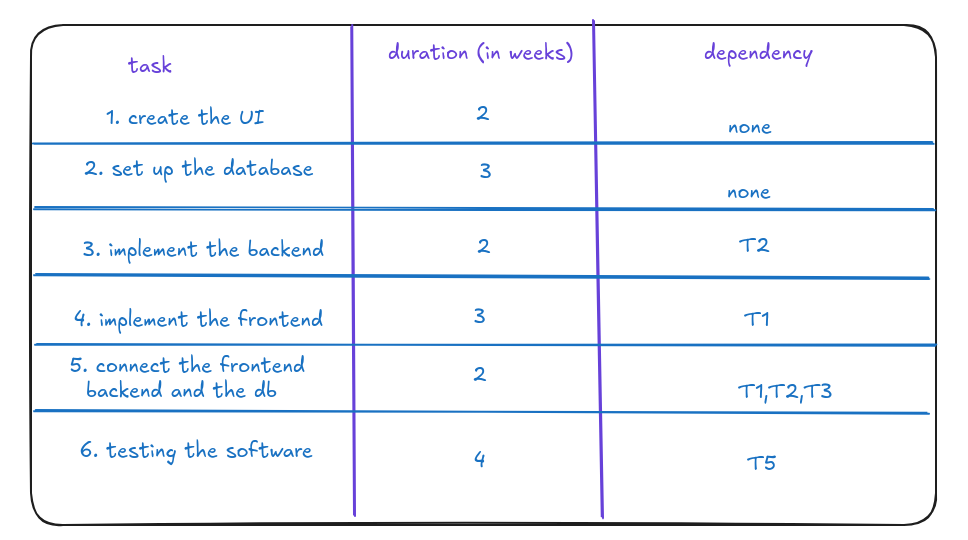 task duration (in weeks) dependency
1. create the UI 2 none
2. set up the database 3 none
3. implement the backend 2 T2
4. implement the frontend 3 T1
5. connect the frontend
backend and the db 2 T1,T2,T3
6. testing the software 4 T5